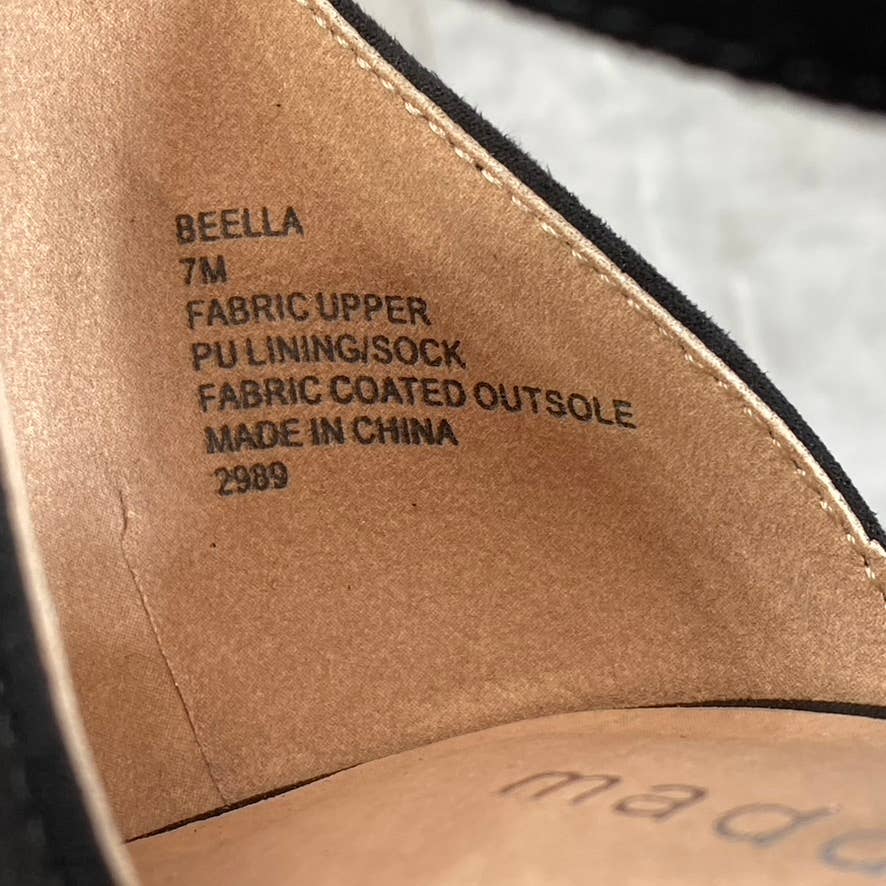 BEELLA
7M
FABRIC UPPER
PU LINING/SOCK
FABRIC COATED OUTSOLE
MADE IN CHINA
2989
mad